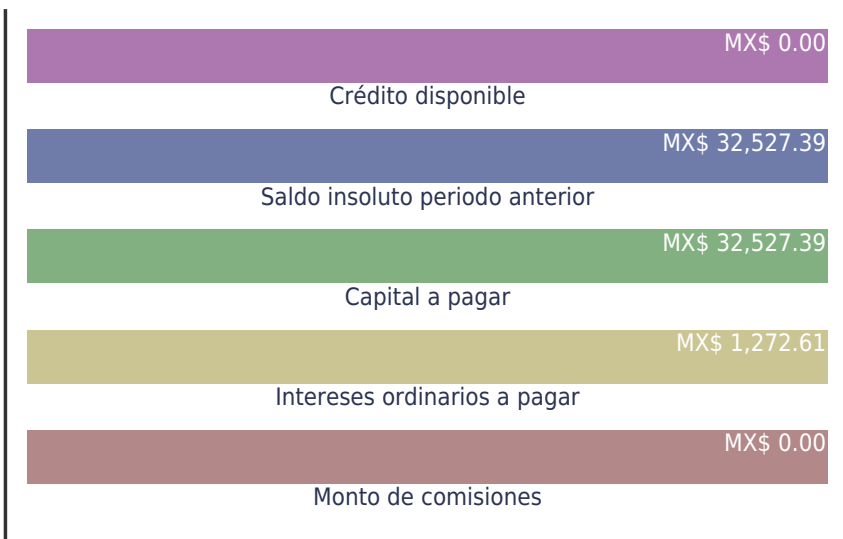 MX$ 0.00
Crédito disponible
MX$ 32,527.39
Saldo insoluto periodo anterior
MX$ 32,527.39
Capital a pagar
MX$ 1,272.61
Intereses ordinarios a pagar
MX$ 0.00
Monto de comisiones